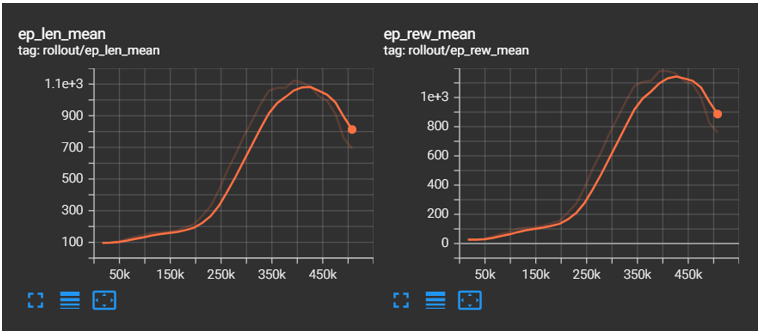 ep_len_mean
tag: rollout/ep_len_mean
1.1e+3
900
700
500
300
100
50k 150k 250k 350k 450k
ep_rew_mean
tag: rollout/ep_rew_mean
1e+3
800
600
400
200
0
50k 150k 250k 350k 450k